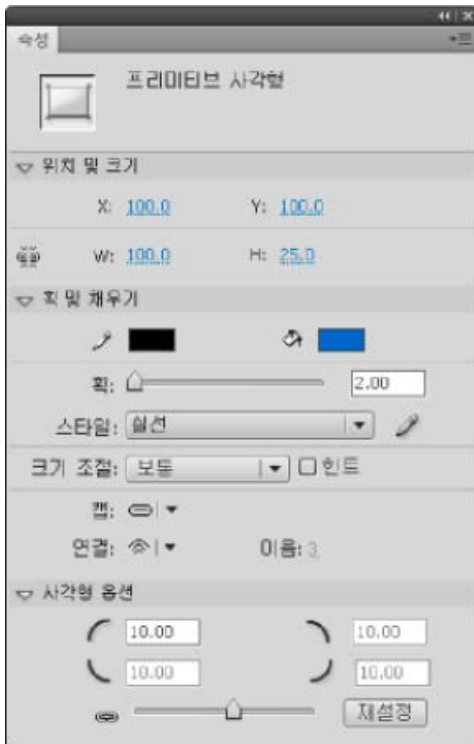 속성
프리미티브 사각형
위치 및 크기
X: 100.0 Y: 100.0
W: 100.0 H: 25.0
획 및 채우기
획: 2.00
스타일: 실선
크기 조절: 보통 힌트
캡:
연결: 이음: 3
사각형 옵션
10.00 10.00
10.00 10.00
재설정